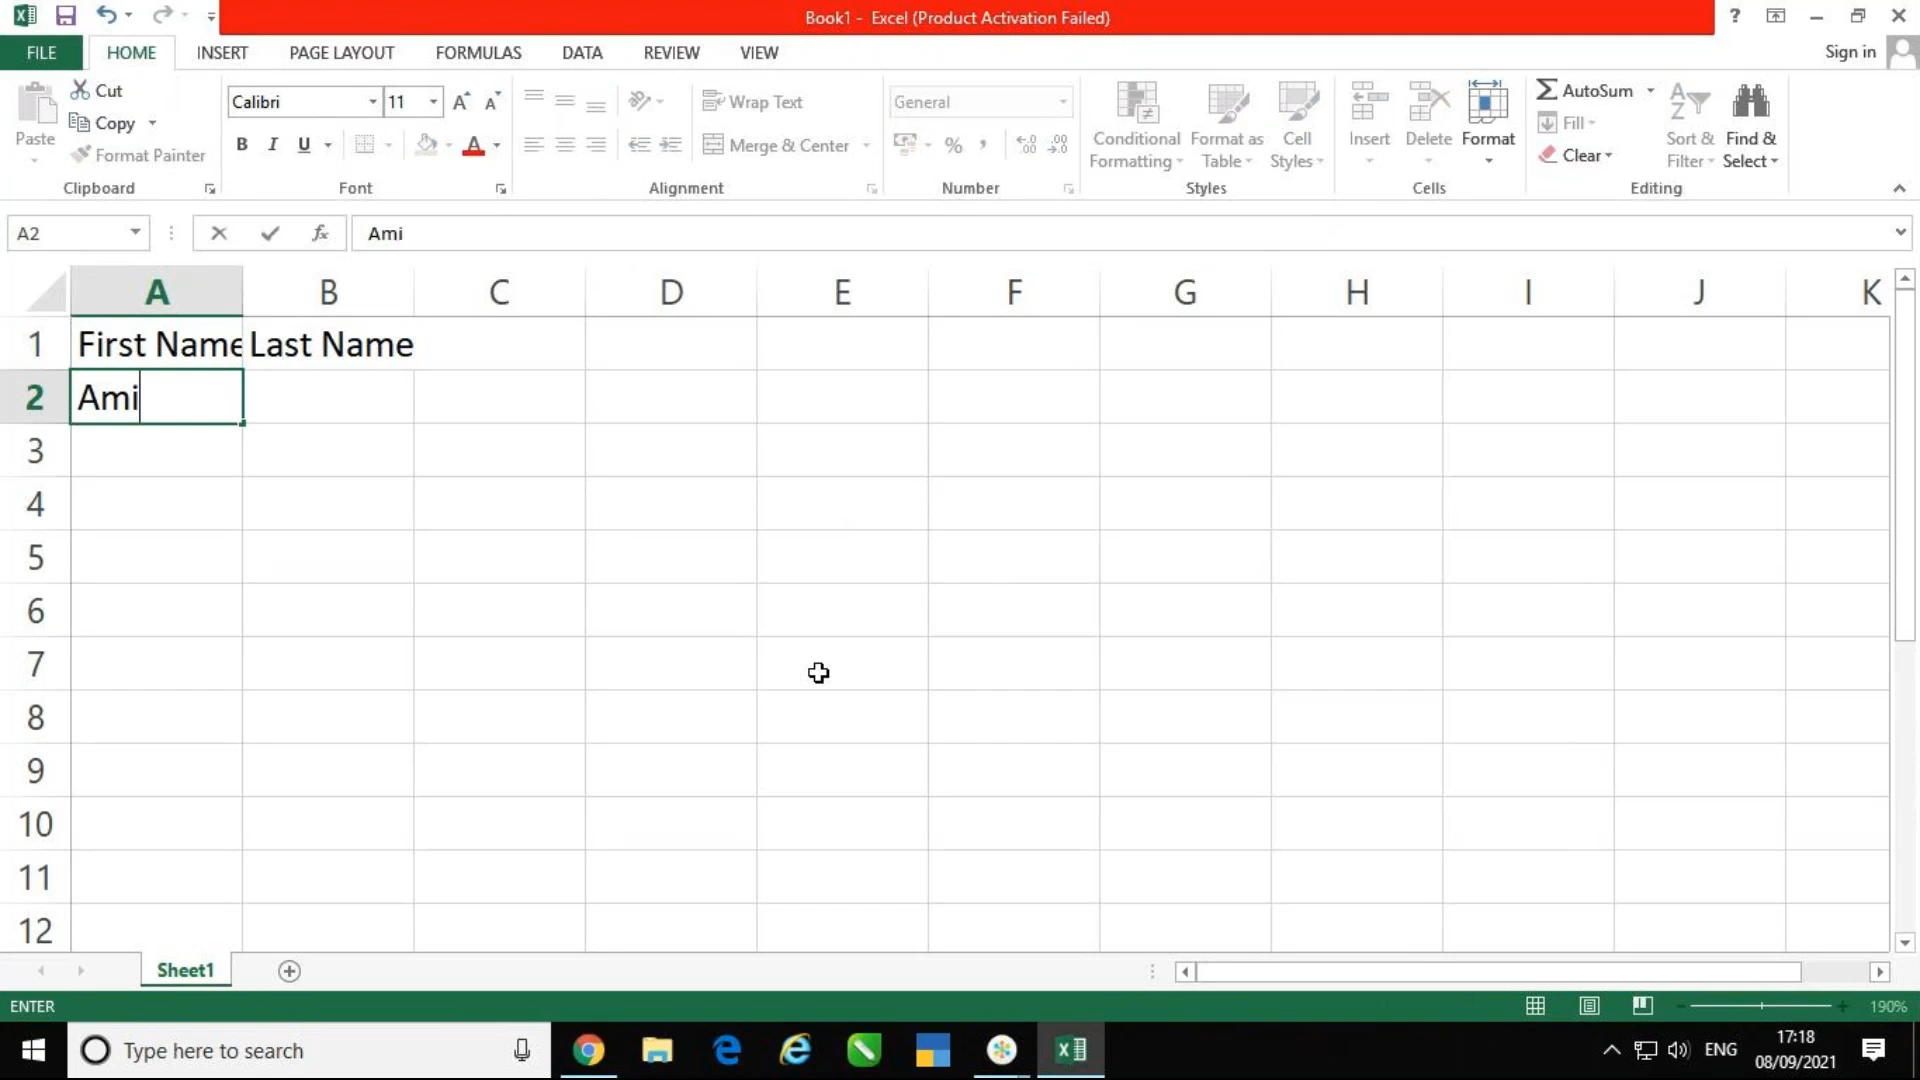 Book1 - Excel (Product Activation Failed)
?
FILE HOME INSERT PAGE LAYOUT FORMULAS DATA REVIEW VIEW Sign in
Paste
Cut
Copy
Format Painter
Clipboard
Calibri 11
B I U
Font
Wrap Text
Merge & Center
Alignment
General
%
Number
Conditional Formatting
Format as Table
Cell Styles
Styles
Insert
Delete
Format
Cells
AutoSum
Fill
Clear
Sort & Filter
Find & Select
Editing
A2 fx Ami
A B C D E F G H I J K
1 First Name Last Name
2 Ami
3
4
5
6
7
8
9
10
11
12
Sheet1
ENTER 190%
Type here to search
ENG
17:18
08/09/2021